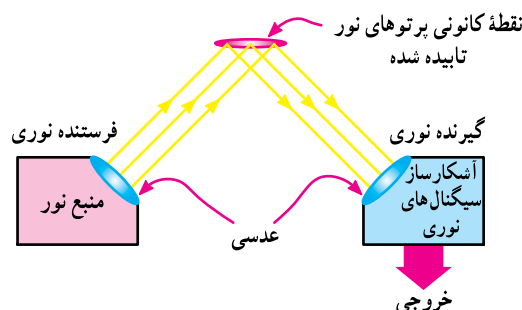 نقطهٔ کانونی پرتوهای نور
تابیده شده
گیرنده نوری
فرستنده نوری
آشکارساز
سیگنال‌های
نوری
منبع نور
عدسی
خروجی